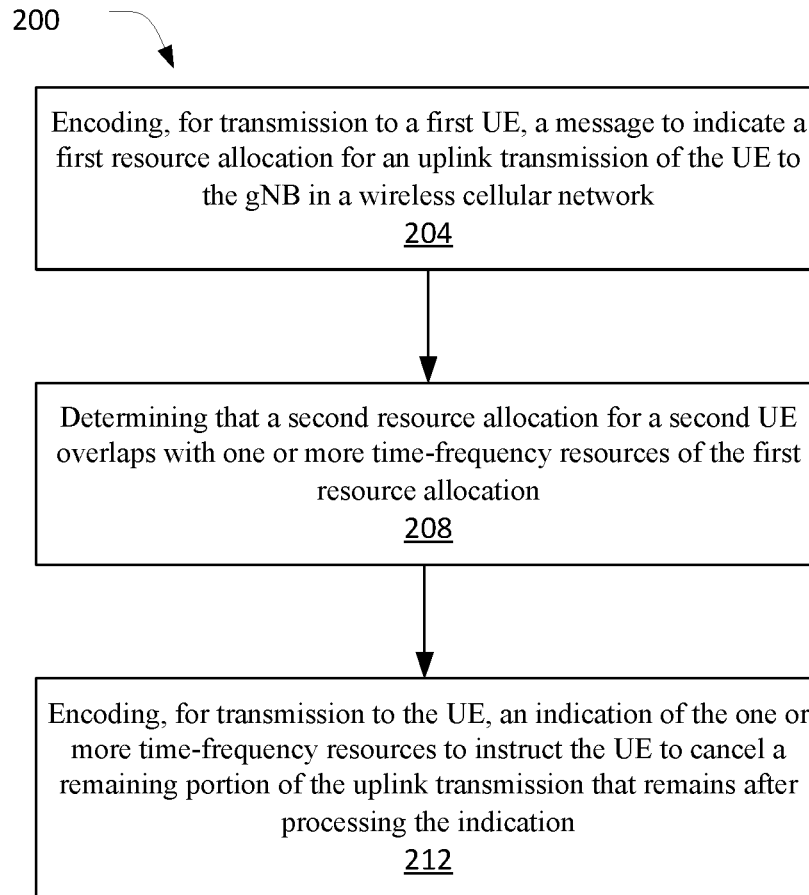 200
Encoding, for transmission to a first UE, a message to indicate a
first resource allocation for an uplink transmission of the UE to
the gNB in a wireless cellular network
204
Determining that a second resource allocation for a second UE
overlaps with one or more time-frequency resources of the first
resource allocation
208
Encoding, for transmission to the UE, an indication of the one or
more time-frequency resources to instruct the UE to cancel a
remaining portion of the uplink transmission that remains after
processing the indication
212